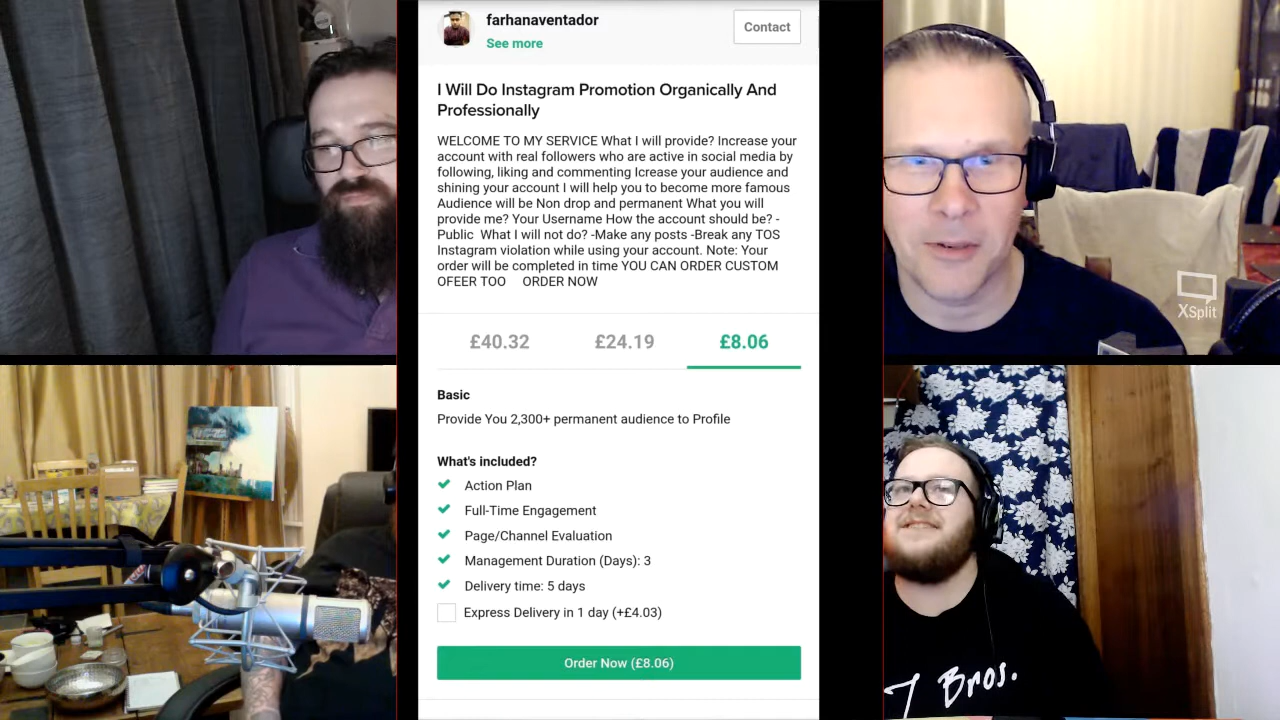 farhanaventador
See more
Contact
I Will Do Instagram Promotion Organically And
Professionally
WELCOME TO MY SERVICE What I will provide? Increase your
account with real followers who are active in social media by
following, liking and commenting Icrease your audience and
shining your account I will help you to become more famous
Audience will be Non drop and permanent What you will
provide me? Your Username How the account should be? -
Public  What I will not do? -Make any posts -Break any TOS
Instagram violation while using your account. Note: Your
order will be completed in time YOU CAN ORDER CUSTOM
OFEER TOO     ORDER NOW
£40.32 £24.19 £8.06
Basic
Provide You 2,300+ permanent audience to Profile
What's included?
Action Plan
Full-Time Engagement
Page/Channel Evaluation
Management Duration (Days): 3
Delivery time: 5 days
Express Delivery in 1 day (+£4.03)
Order Now (£8.06)
XSplit
7 Bros.